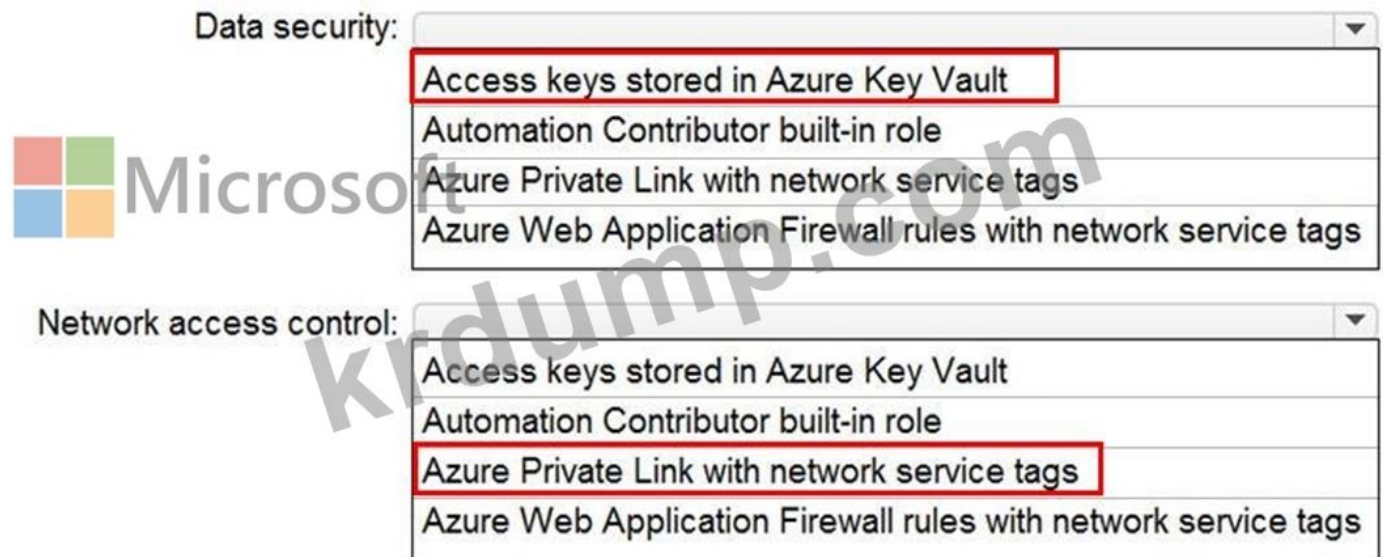 Data security:
Access keys stored in Azure Key Vault
Automation Contributor built-in role
Microsoft
Azure Private Link with network service tags
Azure Web Application Firewall rules with network service tags
krdump.com
Network access control:
Access keys stored in Azure Key Vault
Automation Contributor built-in role
Azure Private Link with network service tags
Azure Web Application Firewall rules with network service tags